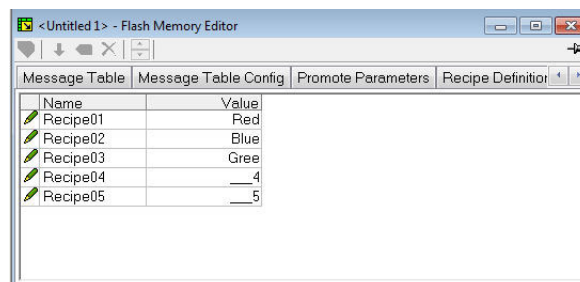 <Untitled 1> - Flash Memory Editor
Message Table Message Table Config Promote Parameters Recipe Definition
Name Value
Recipe01 Red
Recipe02 Blue
Recipe03 Gree
Recipe04 ___4
Recipe05 ___5